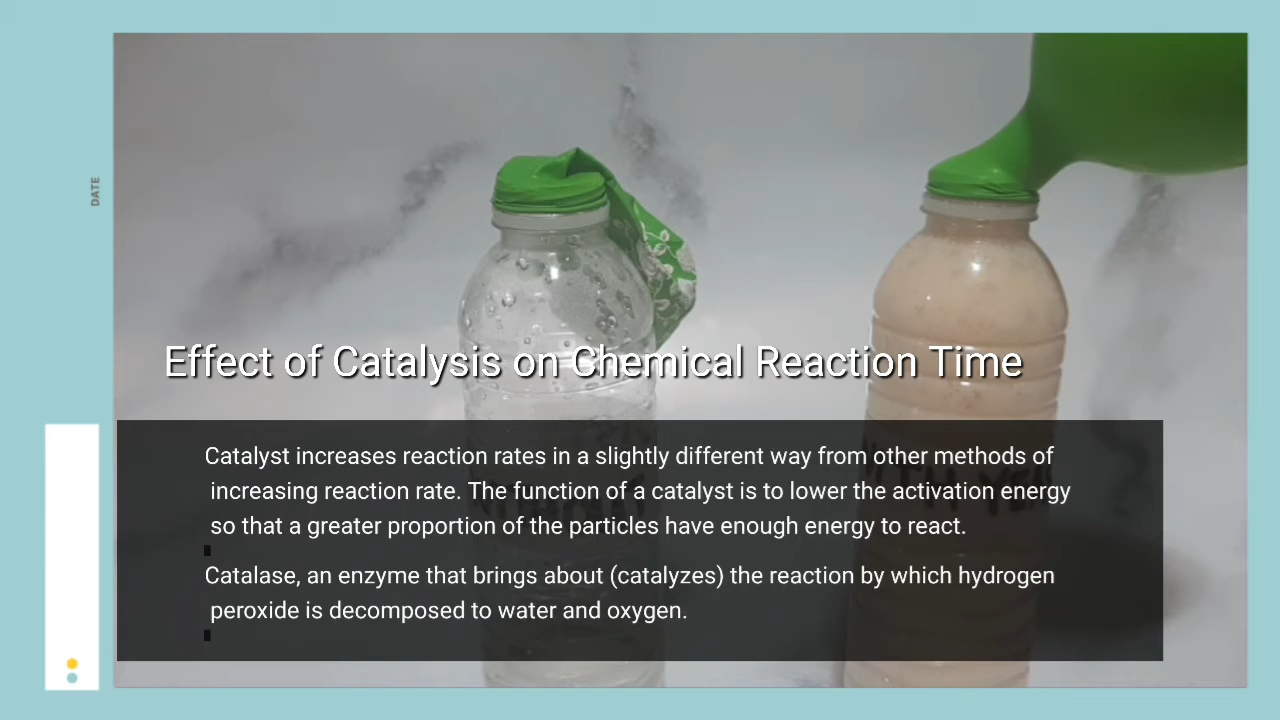 DATE
Effect of Catalysis on Chemical Reaction Time
Catalyst increases reaction rates in a slightly different way from other methods of
increasing reaction rate. The function of a catalyst is to lower the activation energy
so that a greater proportion of the particles have enough energy to react.
Catalase, an enzyme that brings about (catalyzes) the reaction by which hydrogen
peroxide is decomposed to water and oxygen.